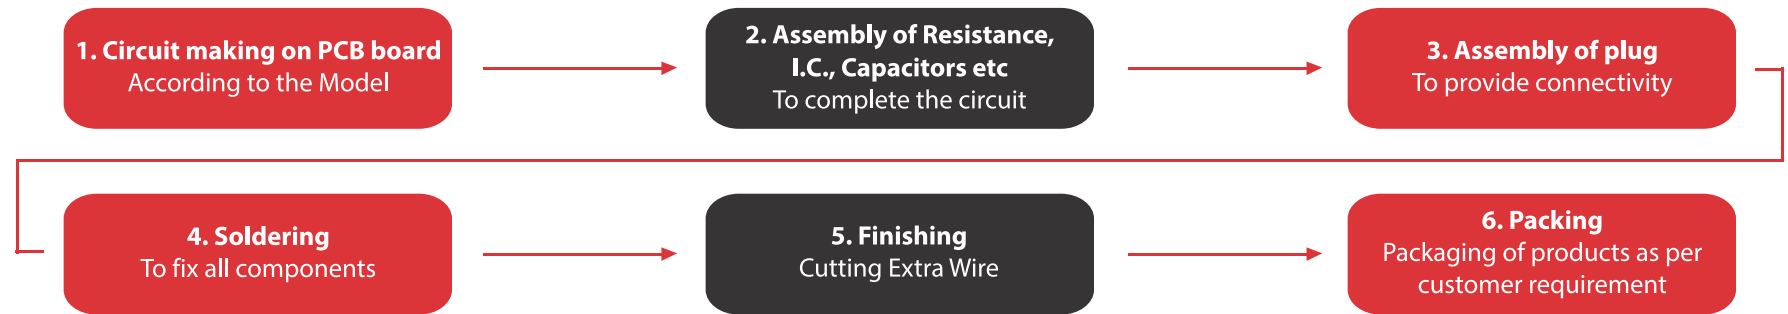 1. Circuit making on PCB board
According to the Model
2. Assembly of Resistance,
I.C., Capacitors etc
To complete the circuit
3. Assembly of plug
To provide connectivity
4. Soldering
To fix all components
5. Finishing
Cutting Extra Wire
6. Packing
Packaging of products as per
customer requirement